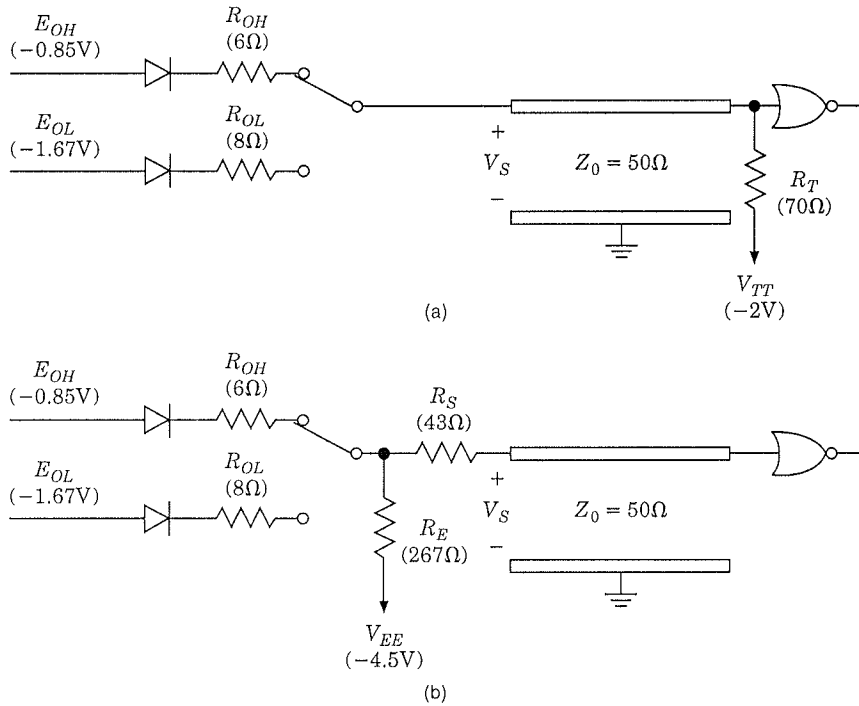 E_OH R_OH
(−0.85V) (6Ω)
E_OL R_OL
(−1.67V) (8Ω)
+
V_S Z_0 = 50Ω R_T
− (70Ω)
V_TT
(−2V)
(a)
E_OH R_OH
(−0.85V) (6Ω) R_S
(43Ω)
E_OL R_OL
(−1.67V) (8Ω) +
R_E V_S Z_0 = 50Ω
(267Ω) −
V_EE
(−4.5V)
(b)